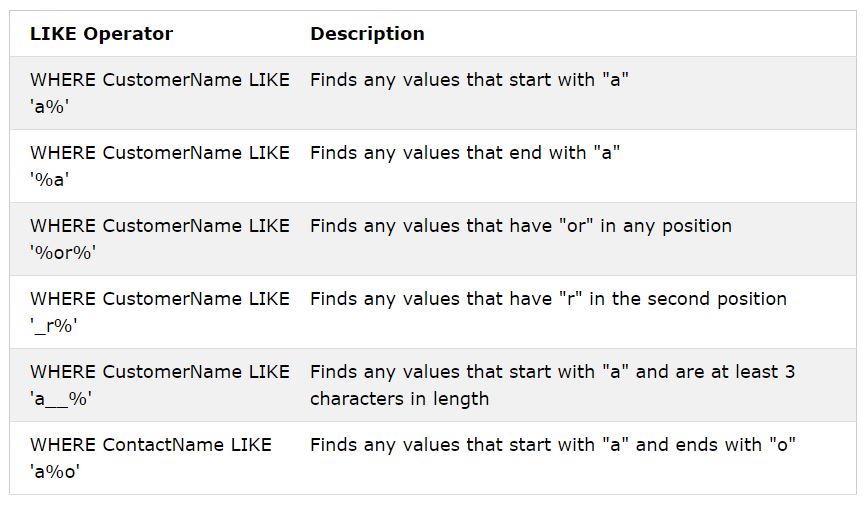 LIKE Operator Description
WHERE CustomerName LIKE Finds any values that start with "a"
'a%'
WHERE CustomerName LIKE Finds any values that end with "a"
'%a'
WHERE CustomerName LIKE Finds any values that have "or" in any position
'%or%'
WHERE CustomerName LIKE Finds any values that have "r" in the second position
'_r%'
WHERE CustomerName LIKE Finds any values that start with "a" and are at least 3
'a__%' characters in length
WHERE ContactName LIKE Finds any values that start with "a" and ends with "o"
'a%o'